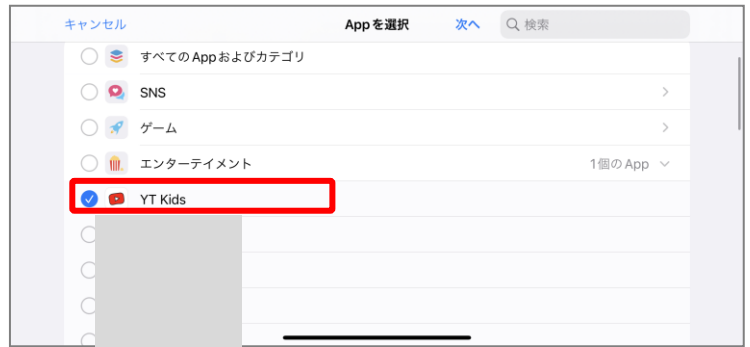 キャンセル Appを選択 次へ 検索
すべてのAppおよびカテゴリ
SNS
ゲーム
エンターテイメント 1個のApp
YT Kids